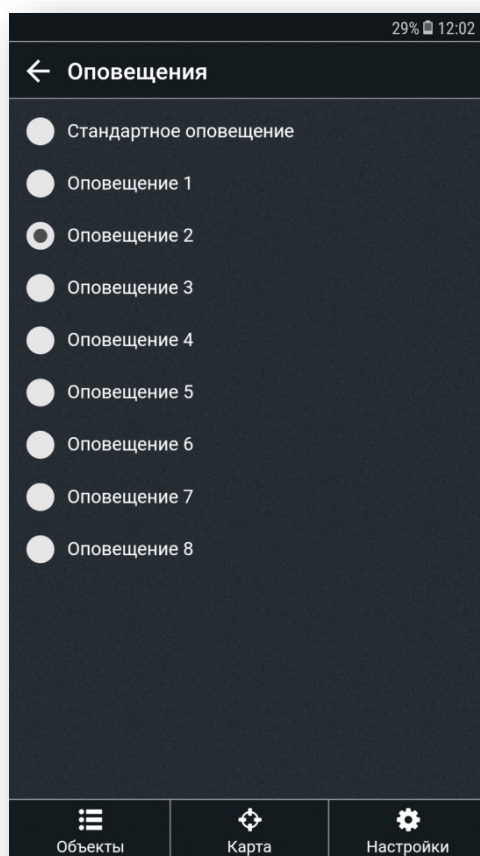 29% 12:02
Оповещения
Стандартное оповещение
Оповещение 1
Оповещение 2
Оповещение 3
Оповещение 4
Оповещение 5
Оповещение 6
Оповещение 7
Оповещение 8
Объекты Карта Настройки